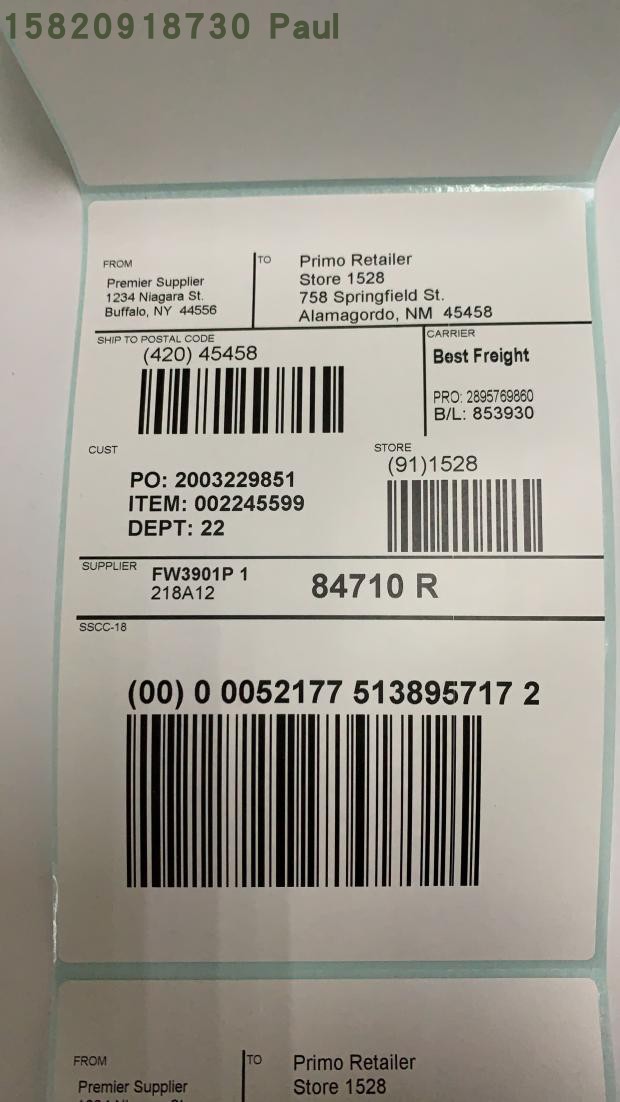 15820918730 Paul
FROM
Premier Supplier
1234 Niagara St.
Buffalo, NY 44556
TO
Primo Retailer
Store 1528
758 Springfield St.
Alamagordo, NM 45458
SHIP TO POSTAL CODE
(420) 45458
CARRIER
Best Freight
PRO: 2895769860
B/L: 853930
CUST
PO: 2003229851
ITEM: 002245599
DEPT: 22
STORE
(91)1528
SUPPLIER
FW3901P 1
218A12
84710 R
SSCC-18
(00) 0 0052177 513895717 2
FROM
Premier Supplier
TO
Primo Retailer
Store 1528